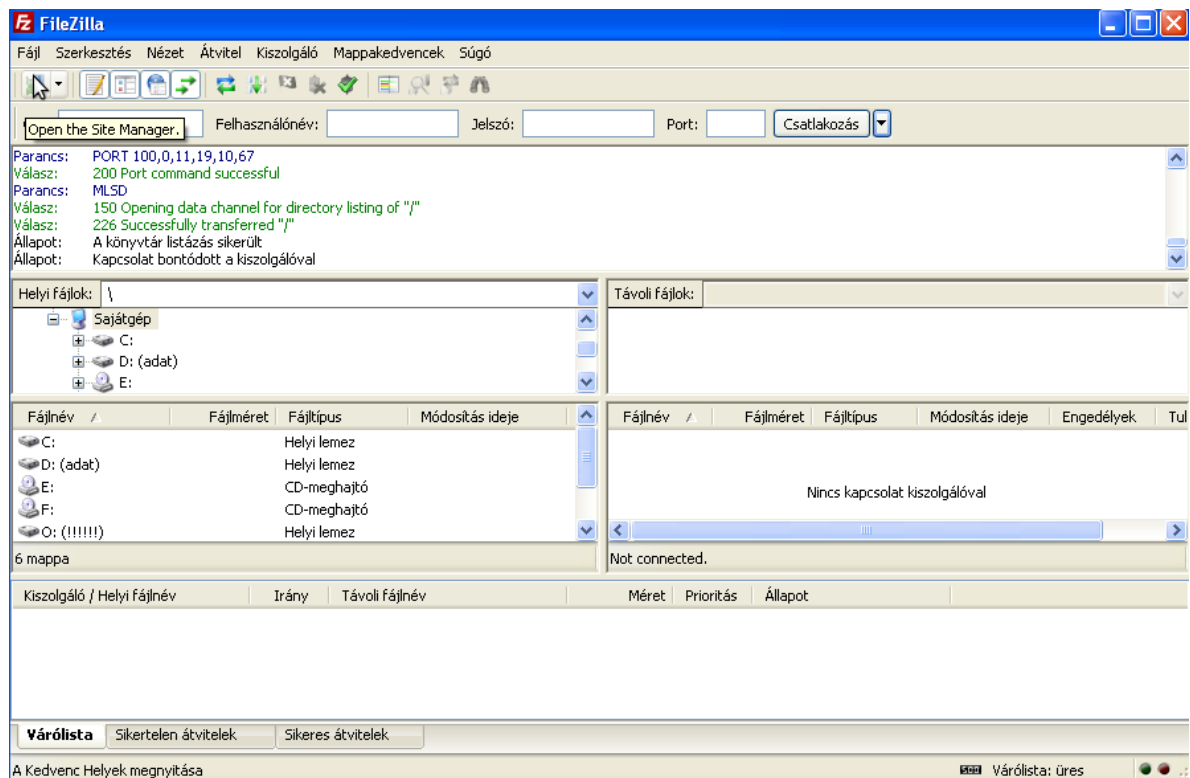 FileZilla
Fájl Szerkesztés Nézet Átvitel Kiszolgáló Mappakedvencek Súgó
Open the Site Manager.
Felhasználónév: Jelszó: Port: Csatlakozás
Parancs: PORT 100,0,11,19,10,67
Válasz: 200 Port command successful
Parancs: MLSD
Válasz: 150 Opening data channel for directory listing of "/"
Válasz: 226 Successfully transferred "/"
Állapot: A könyvtár listázás sikerült
Állapot: Kapcsolat bontódott a kiszolgálóval
Helyi fájlok: \
Távoli fájlok:
Sajátgép
C:
D: (adat)
E:
Fájlnév Fájlméret Fájltípus Módosítás ideje
C: Helyi lemez
D: (adat) Helyi lemez
E: CD-meghajtó
F: CD-meghajtó
O: (!!!!!!) Helyi lemez
6 mappa
Fájlnév Fájlméret Fájltípus Módosítás ideje Engedélyek Tul
Nincs kapcsolat kiszolgálóval
Not connected.
Kiszolgáló / Helyi fájlnév Irány Távoli fájlnév Méret Prioritás Állapot
Várólista Sikertelen átvitelek Sikeres átvitelek
A Kedvenc Helyek megnyitása
Várólista: üres